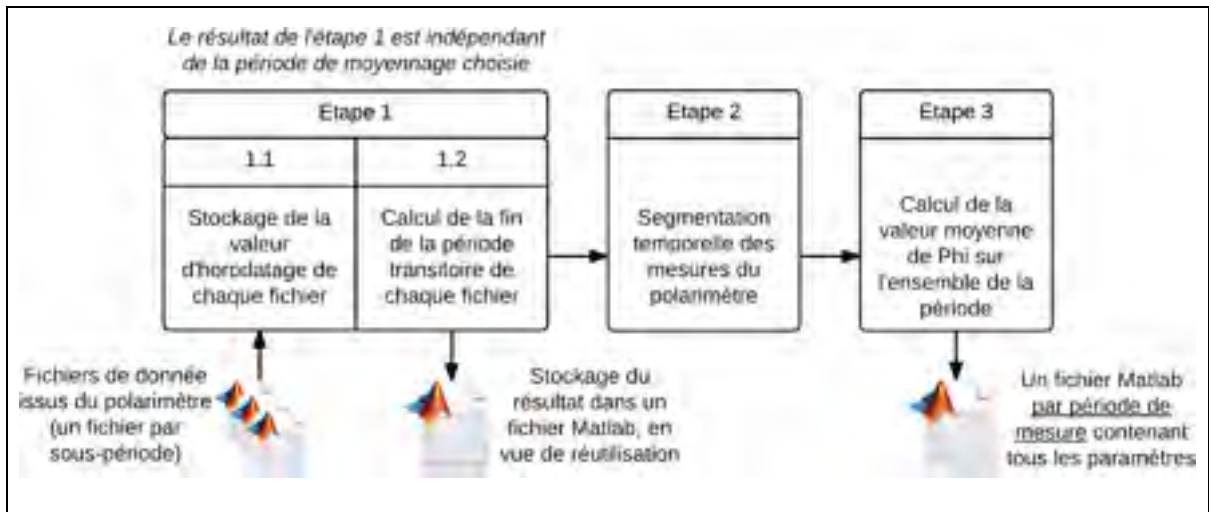 Le résultat de l'étape 1 est indépendant
de la période de moyennage choisie
Etape 1
1.1
Stockage de la
valeur
d'horodatage de
chaque fichier
1.2
Calcul de la fin
de la période
transitoire de
chaque fichier
Etape 2
Segmentation
temporelle des
mesures du
polarimètre
Etape 3
Calcul de la
valeur moyenne
de Phi sur
l'ensemble de la
période
Fichiers de donnée
issus du polarimètre
(un fichier par
sous-période)
Stockage du
résultat dans un
fichier Matlab, en
vue de réutilisation
Un fichier Matlab
par période de
mesure contenant
tous les paramètres